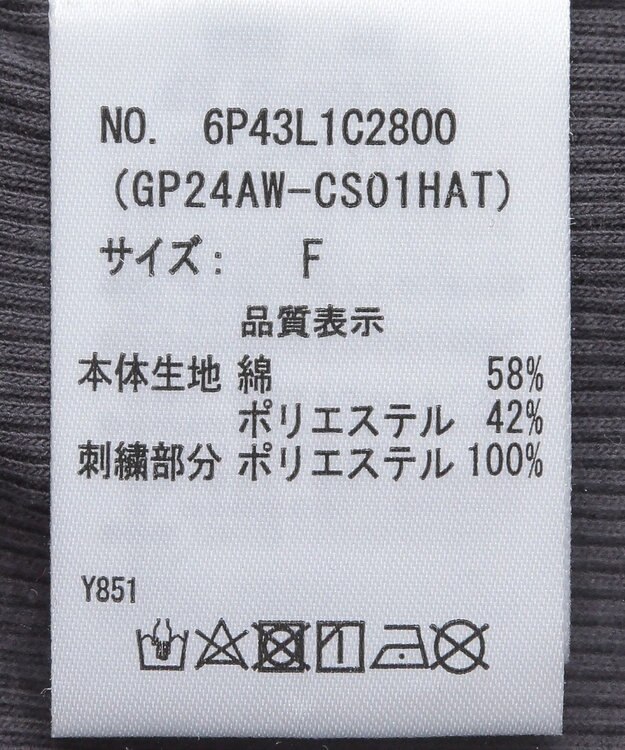 NO. 6P43L1C2800
(GP24AW-CS01HAT)
サイズ: F
品質表示
本体生地 綿 58%
ポリエステル 42%
刺繍部分 ポリエステル 100%
Y851